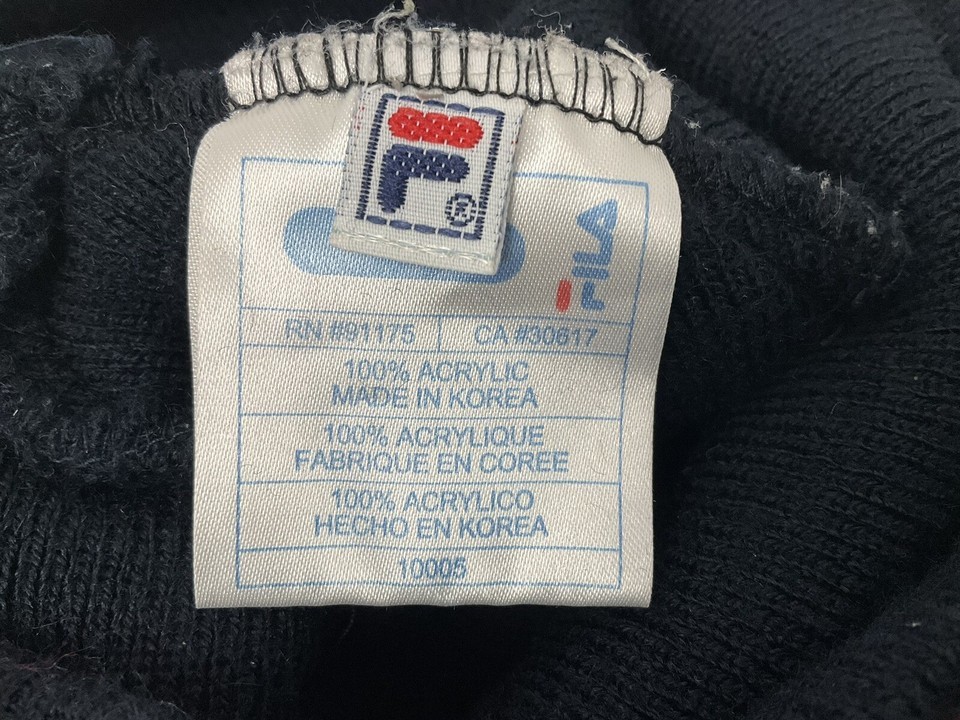 F
®
FILA
RN #91175 CA #30617
100% ACRYLIC
MADE IN KOREA
100% ACRYLIQUE
FABRIQUE EN COREE
100% ACRYLICO
HECHO EN KOREA
10005